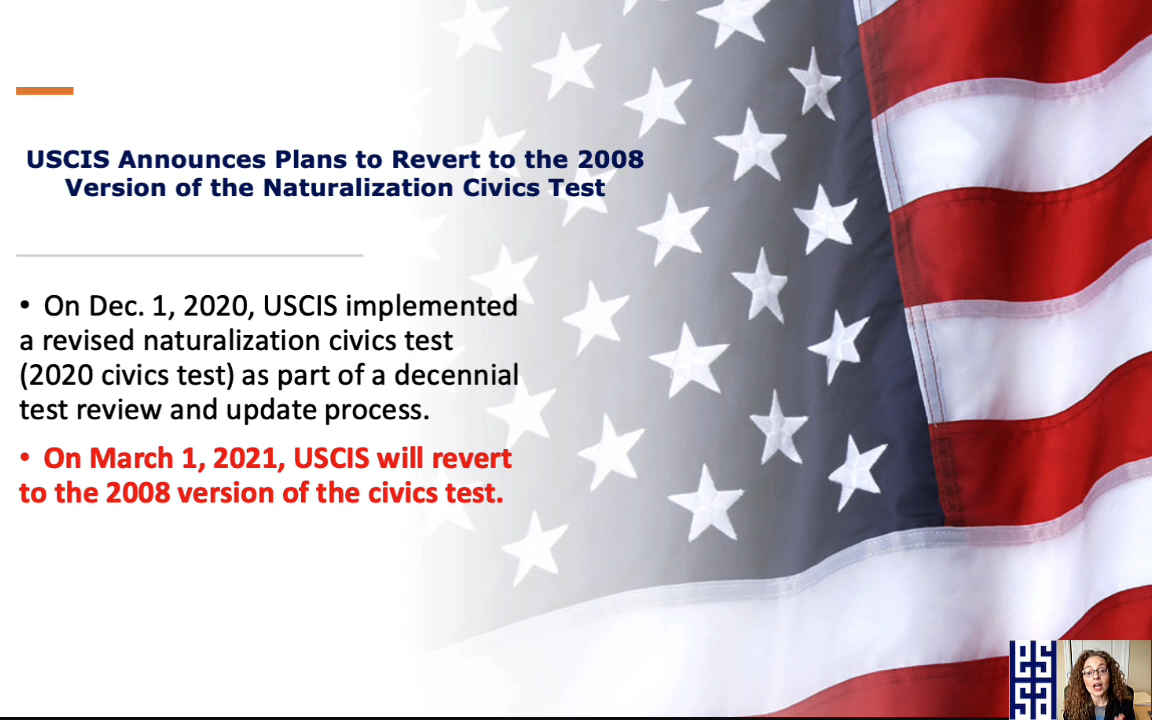 USCIS Announces Plans to Revert to the 2008
Version of the Naturalization Civics Test
• On Dec. 1, 2020, USCIS implemented
a revised naturalization civics test
(2020 civics test) as part of a decennial
test review and update process.
• On March 1, 2021, USCIS will revert
to the 2008 version of the civics test.